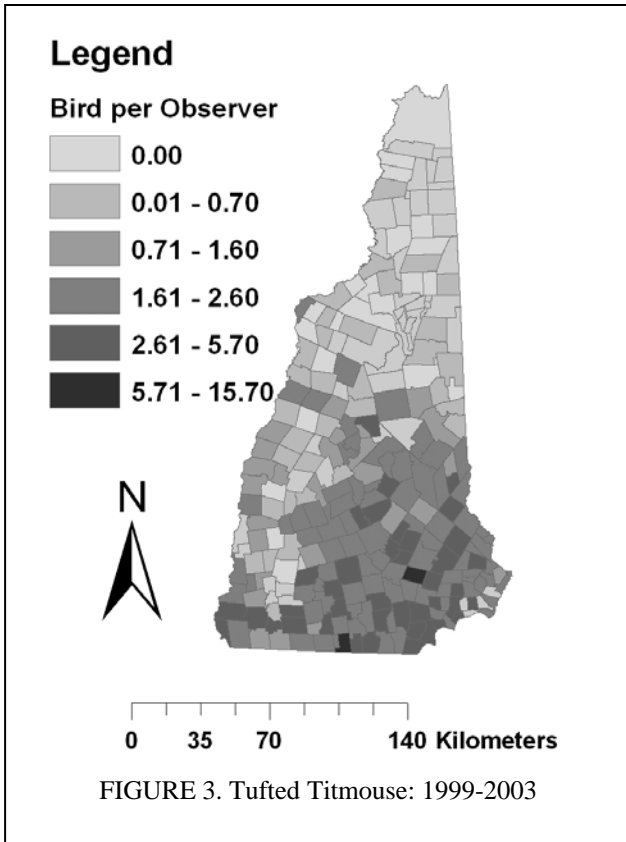 Legend
Bird per Observer
0.00
0.01 - 0.70
0.71 - 1.60
1.61 - 2.60
2.61 - 5.70
5.71 - 15.70
N
0 35 70 140 Kilometers
FIGURE 3. Tufted Titmouse: 1999-2003